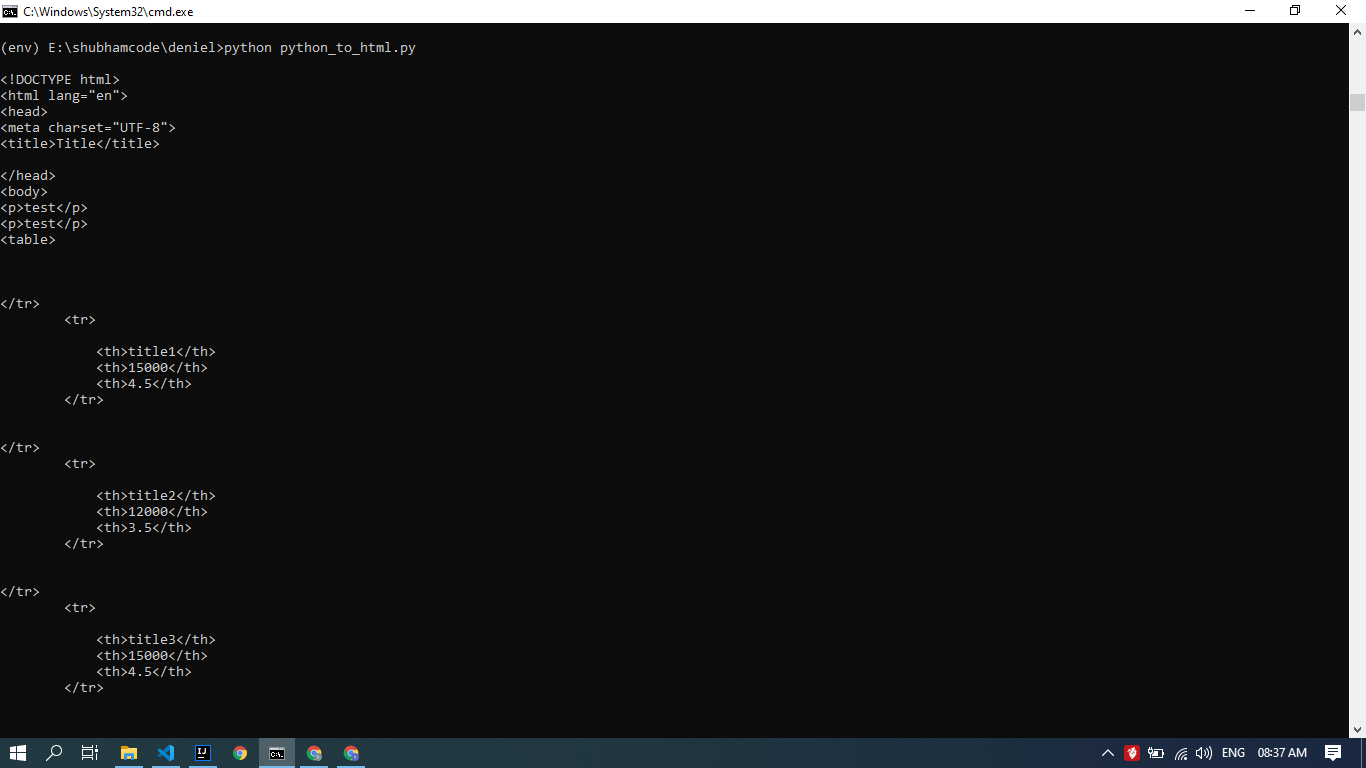 C:\Windows\System32\cmd.exe
(env) E:\shubhamcode\deniel>python python_to_html.py
<!DOCTYPE html>
<html lang="en">
<head>
<meta charset="UTF-8">
<title>Title</title>
</head>
<body>
<p>test</p>
<p>test</p>
<table>
</tr>
<tr>
<th>title1</th>
<th>15000</th>
<th>4.5</th>
</tr>
</tr>
<tr>
<th>title2</th>
<th>12000</th>
<th>3.5</th>
</tr>
</tr>
<tr>
<th>title3</th>
<th>15000</th>
<th>4.5</th>
</tr>
ENG 08:37 AM